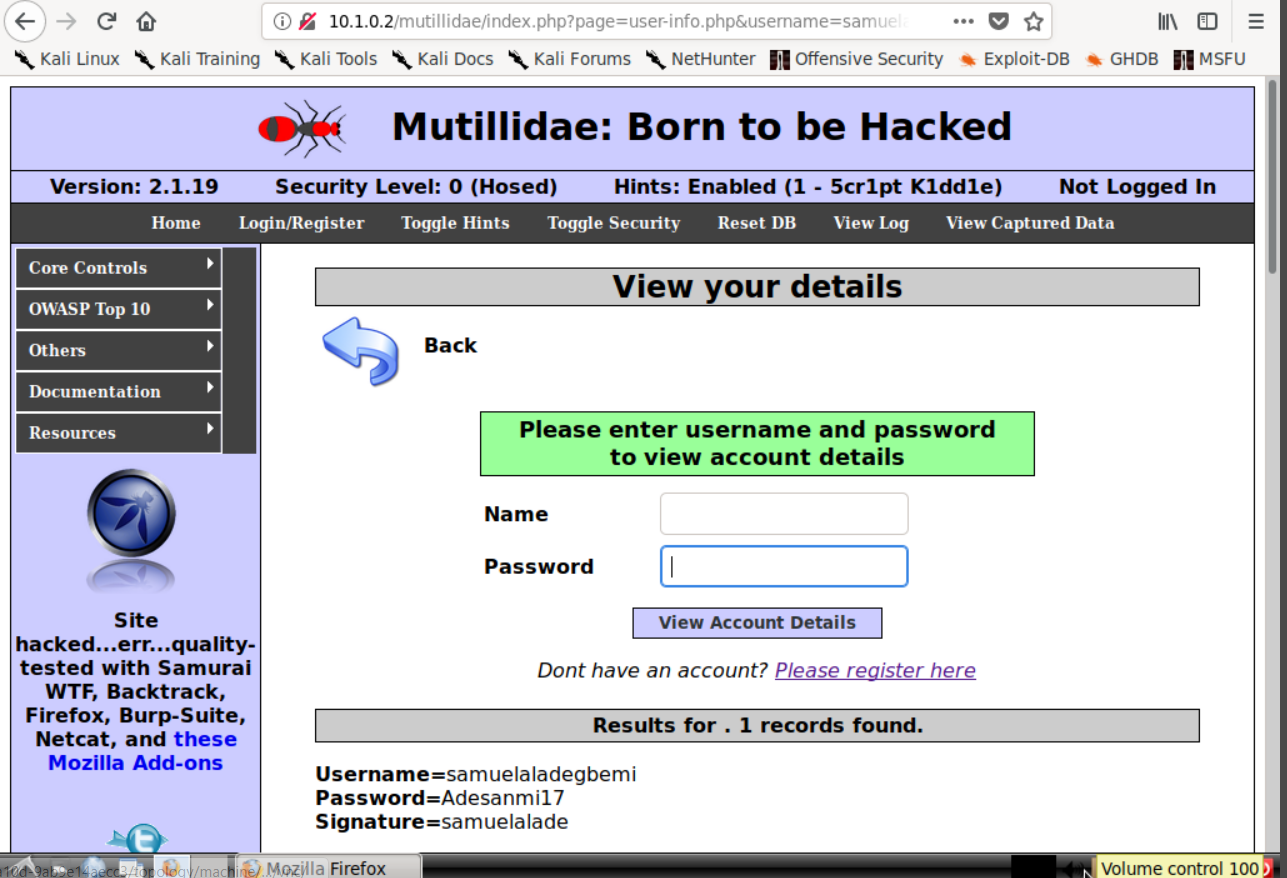 10.1.0.2/mutillidae/index.php?page=user-info.php&username=samuel
Kali Linux Kali Training Kali Tools Kali Docs Kali Forums NetHunter Offensive Security Exploit-DB GHDB MSFU
Mutillidae: Born to be Hacked
Version: 2.1.19 Security Level: 0 (Hosed) Hints: Enabled (1 - 5cr1pt K1dd1e) Not Logged In
Home Login/Register Toggle Hints Toggle Security Reset DB View Log View Captured Data
Core Controls
OWASP Top 10
Others
Documentation
Resources
Site
hacked...err...quality-
tested with Samurai
WTF, Backtrack,
Firefox, Burp-Suite,
Netcat, and these
Mozilla Add-ons
View your details
Back
Please enter username and password
to view account details
Name
Password
View Account Details
Dont have an account? Please register here
Results for . 1 records found.
Username=samuelaladegbemi
Password=Adesanmi17
Signature=samuelalade
Mozilla Firefox
Volume control 100